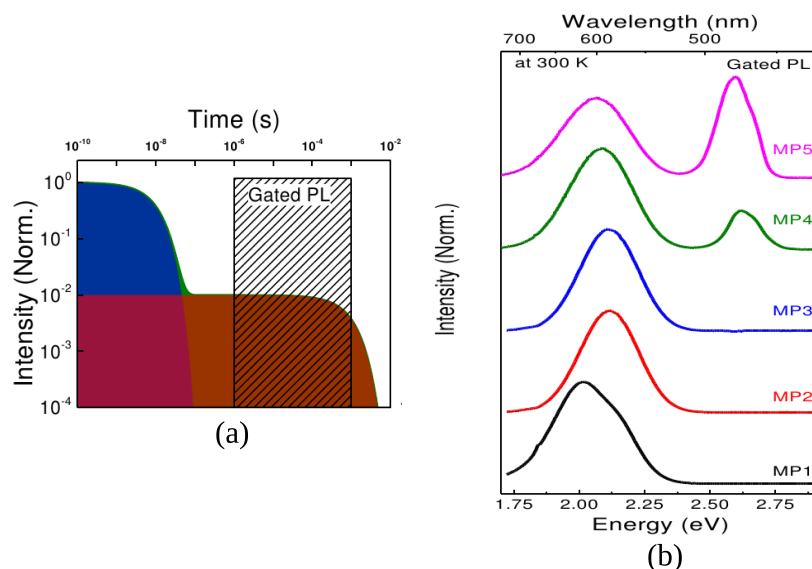 Time (s)
10⁻¹⁰ 10⁻⁸ 10⁻⁶ 10⁻⁴ 10⁻²
Intensity (Norm.)
10⁰
10⁻¹
10⁻²
10⁻³
10⁻⁴
Gated PL
(a)
Wavelength (nm)
700 600 500
at 300 K Gated PL
Intensity (Norm.)
MP5
MP4
MP3
MP2
MP1
1.75 2.00 2.25 2.50 2.75
Energy (eV)
(b)